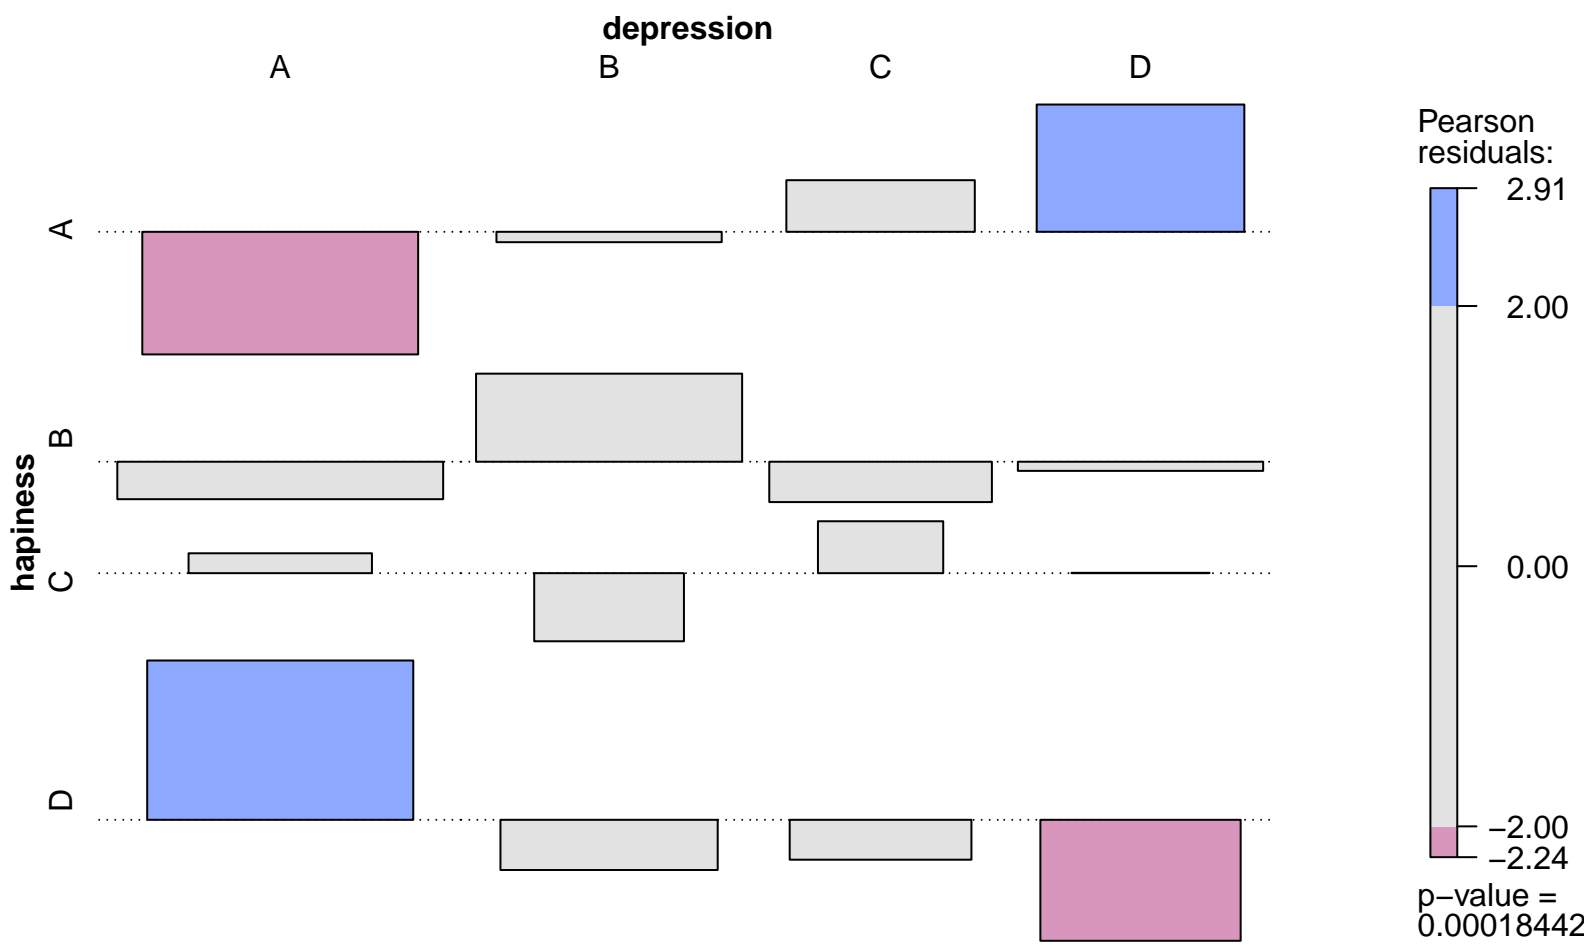 depression
A B C D
A
B
C
D
hapiness
Pearson
residuals:
2.91
2.00
0.00
−2.00
−2.24
p−value =
0.00018442